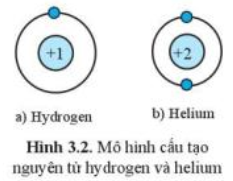 +1
+2
a) Hydrogen
b) Helium
Hình 3.2. Mô hình cấu tạo
nguyên tử hydrogen và helium